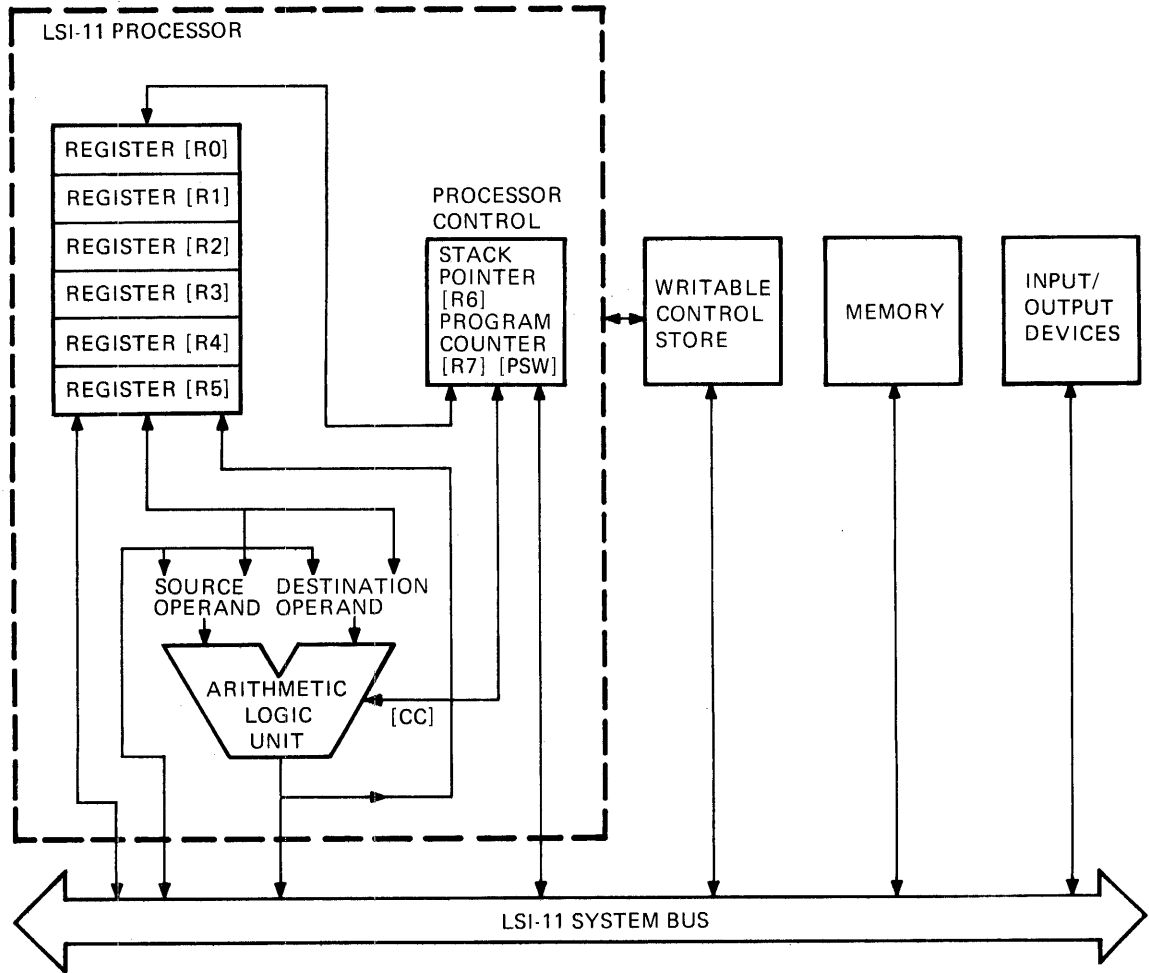 LSI-11 PROCESSOR
REGISTER [R0]
REGISTER [R1]
REGISTER [R2]
REGISTER [R3]
REGISTER [R4]
REGISTER [R5]
PROCESSOR
CONTROL
STACK
POINTER
[R6]
PROGRAM
COUNTER
[R7] [PSW]
WRITABLE
CONTROL
STORE
MEMORY
INPUT/
OUTPUT
DEVICES
SOURCE
OPERAND
DESTINATION
OPERAND
ARITHMETIC
LOGIC
UNIT
[CC]
LSI-11 SYSTEM BUS